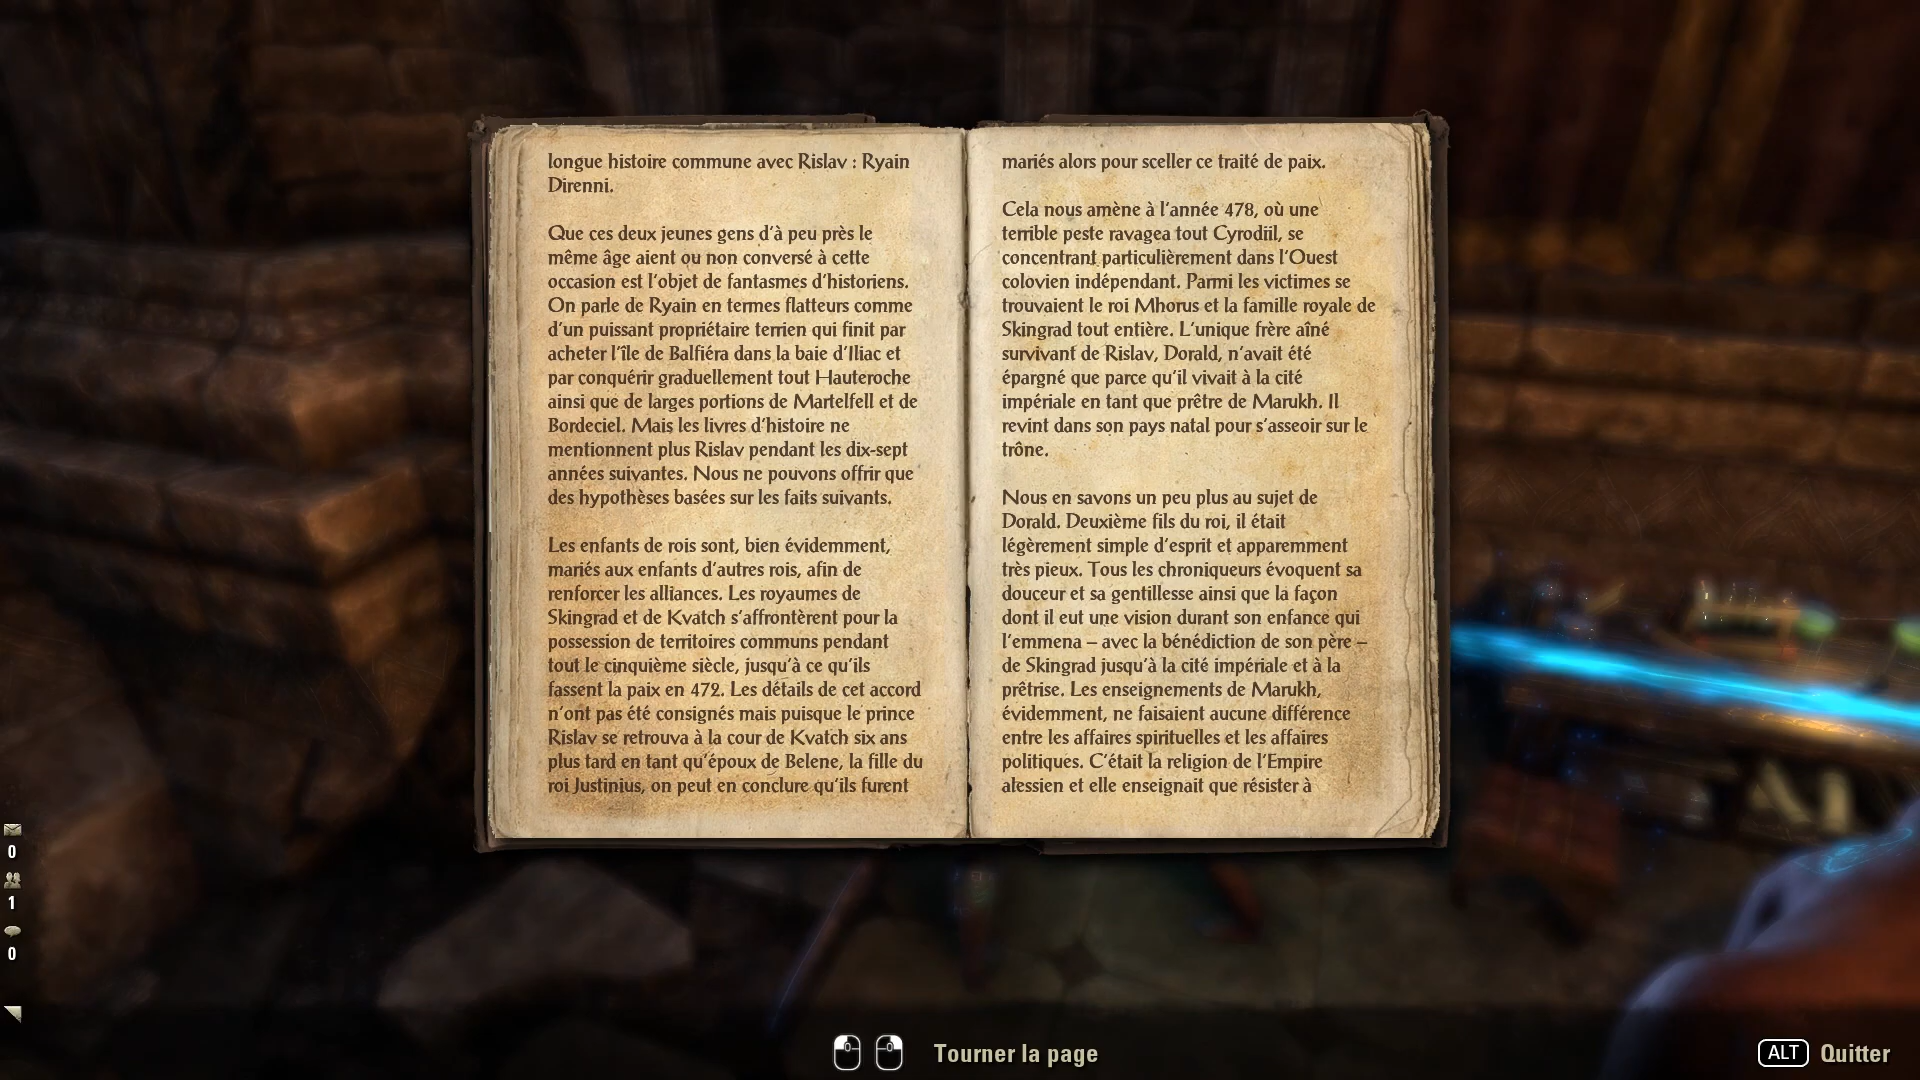 longue histoire commune avec Rislav : Ryain
Direnni.
Que ces deux jeunes gens d'à peu près le
même âge aient ou non conversé à cette
occasion est l'objet de fantasmes d'historiens.
On parle de Ryain en termes flatteurs comme
d'un puissant propriétaire terrien qui finit par
acheter l'île de Balfiéra dans la baie d'Iliac et
par conquérir graduellement tout Hauteroche
ainsi que de larges portions de Martelfell et de
Bordeciel. Mais les livres d'histoire ne
mentionnent plus Rislav pendant les dix-sept
années suivantes. Nous ne pouvons offrir que
des hypothèses basées sur les faits suivants.
Les enfants de rois sont, bien évidemment,
mariés aux enfants d'autres rois, afin de
renforcer les alliances. Les royaumes de
Skingrad et de Kvatch s'affrontèrent pour la
possession de territoires communs pendant
tout le cinquième siècle, jusqu'à ce qu'ils
fassent la paix en 472. Les détails de cet accord
n'ont pas été consignés mais puisque le prince
Rislav se retrouva à la cour de Kvatch six ans
plus tard en tant qu'époux de Belene, la fille du
roi Justinius, on peut en conclure qu'ils furent
mariés alors pour sceller ce traité de paix.
Cela nous amène à l'année 478, où une
terrible peste ravagea tout Cyrodiil, se
concentrant particulièrement dans l'Ouest
colovien indépendant. Parmi les victimes se
trouvaient le roi Mhorus et la famille royale de
Skingrad tout entière. L'unique frère aîné
survivant de Rislav, Dorald, n'avait été
épargné que parce qu'il vivait à la cité
impériale en tant que prêtre de Marukh. Il
revint dans son pays natal pour s'asseoir sur le
trône.
Nous en savons un peu plus au sujet de
Dorald. Deuxième fils du roi, il était
légèrement simple d'esprit et apparemment
très pieux. Tous les chroniqueurs évoquent sa
douceur et sa gentillesse ainsi que la façon
dont il eut une vision durant son enfance qui
l'emmena – avec la bénédiction de son père –
de Skingrad jusqu'à la cité impériale et à la
prêtrise. Les enseignements de Marukh,
évidemment, ne faisaient aucune différence
entre les affaires spirituelles et les affaires
politiques. C'était la religion de l'Empire
alessien et elle enseignait que résister à
0
1
0
Tourner la page
ALT Quitter